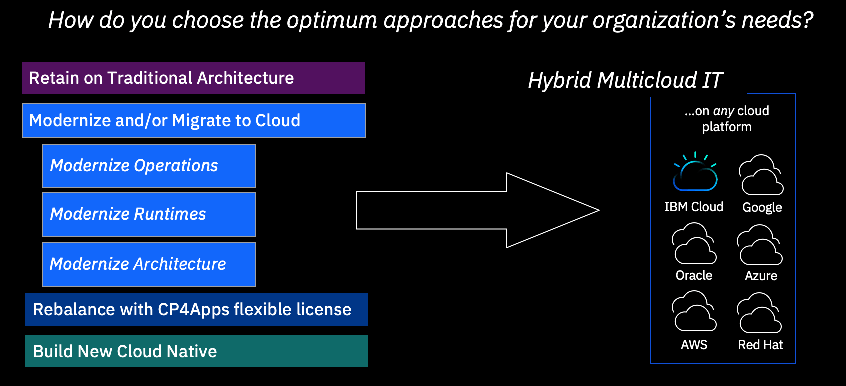 How do you choose the optimum approaches for your organization's needs?
Retain on Traditional Architecture
Modernize and/or Migrate to Cloud
Modernize Operations
Modernize Runtimes
Modernize Architecture
Rebalance with CP4Apps flexible license
Build New Cloud Native
Hybrid Multicloud IT
...on any cloud
platform
IBM Cloud Google
Oracle Azure
AWS Red Hat